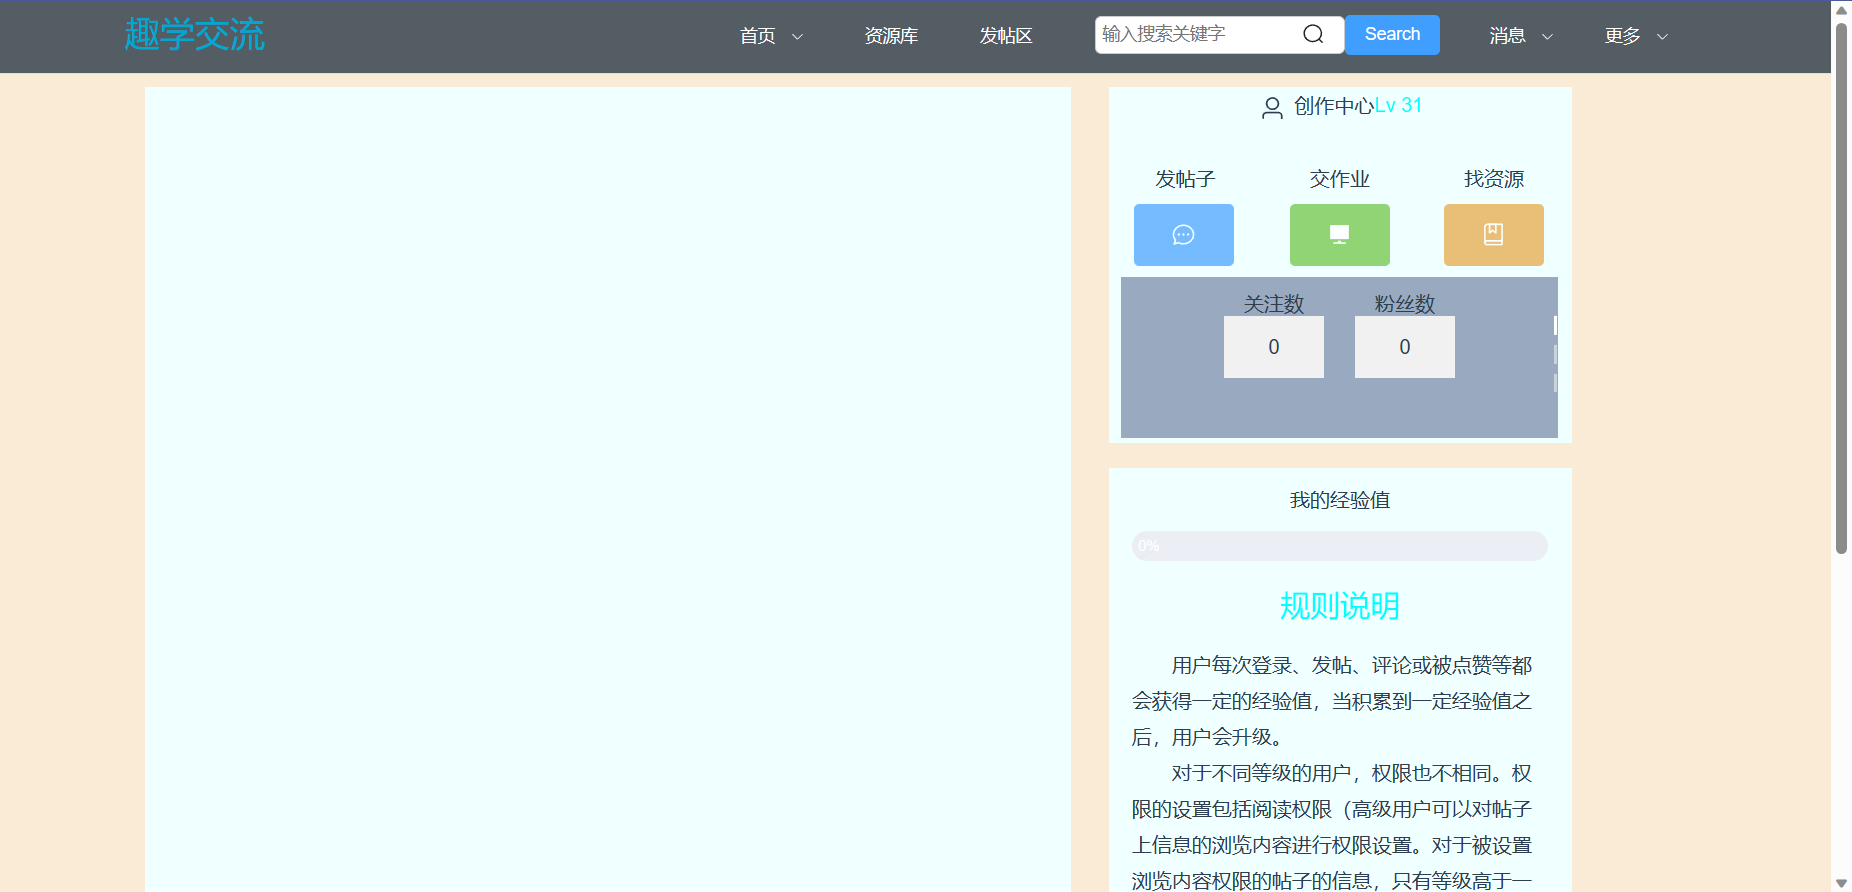 趣学交流
首页
资源库
发帖区
输入搜索关键字
Search
消息
更多
创作中心Lv 31
发帖子
交作业
找资源
关注数
粉丝数
0
0
我的经验值
0%
规则说明
用户每次登录、发帖、评论或被点赞等都
会获得一定的经验值，当积累到一定经验值之
后，用户会升级。
对于不同等级的用户，权限也不相同。权
限的设置包括阅读权限（高级用户可以对帖子
上信息的浏览内容进行权限设置。对于被设置
浏览内容权限的帖子的信息，只有等级高于一